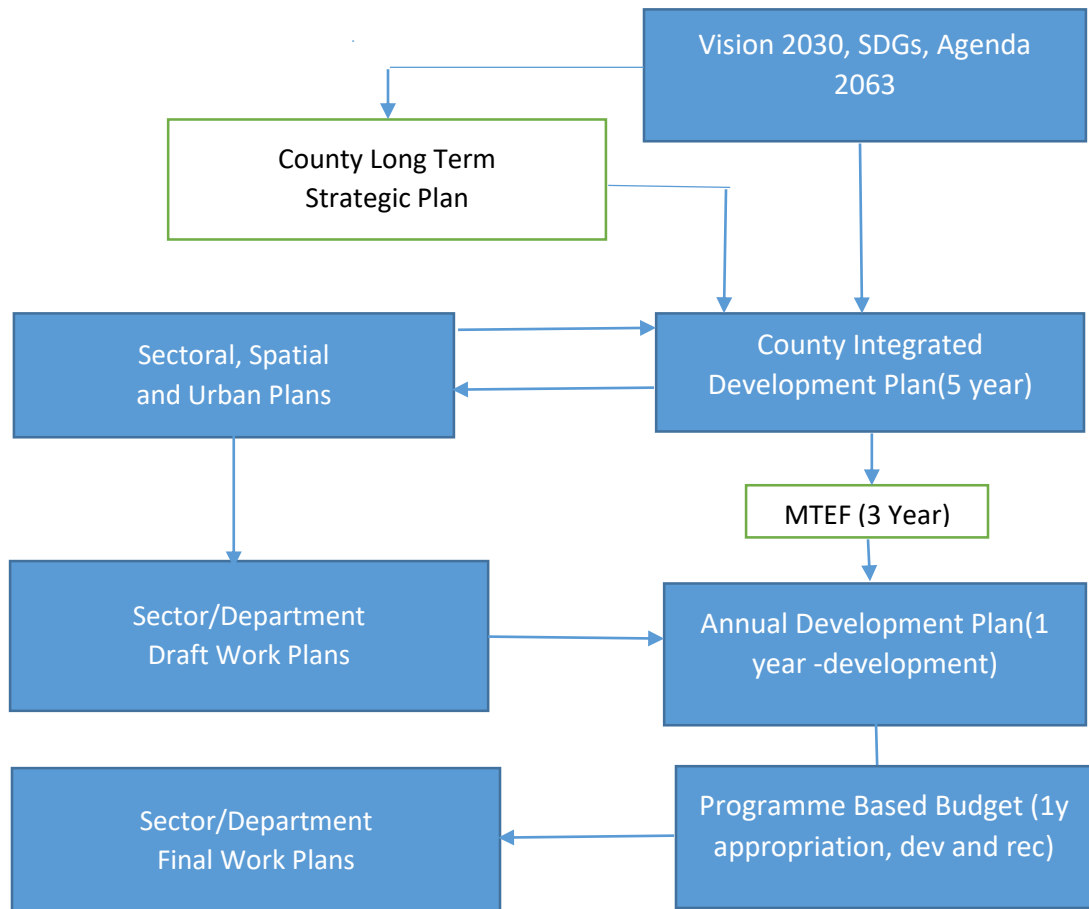 Vision 2030, SDGs, Agenda
2063
County Long Term
Strategic Plan
Sectoral, Spatial
and Urban Plans
County Integrated
Development Plan(5 year)
MTEF (3 Year)
Sector/Department
Draft Work Plans
Annual Development Plan(1
year -development)
Sector/Department
Final Work Plans
Programme Based Budget (1y
appropriation, dev and rec)